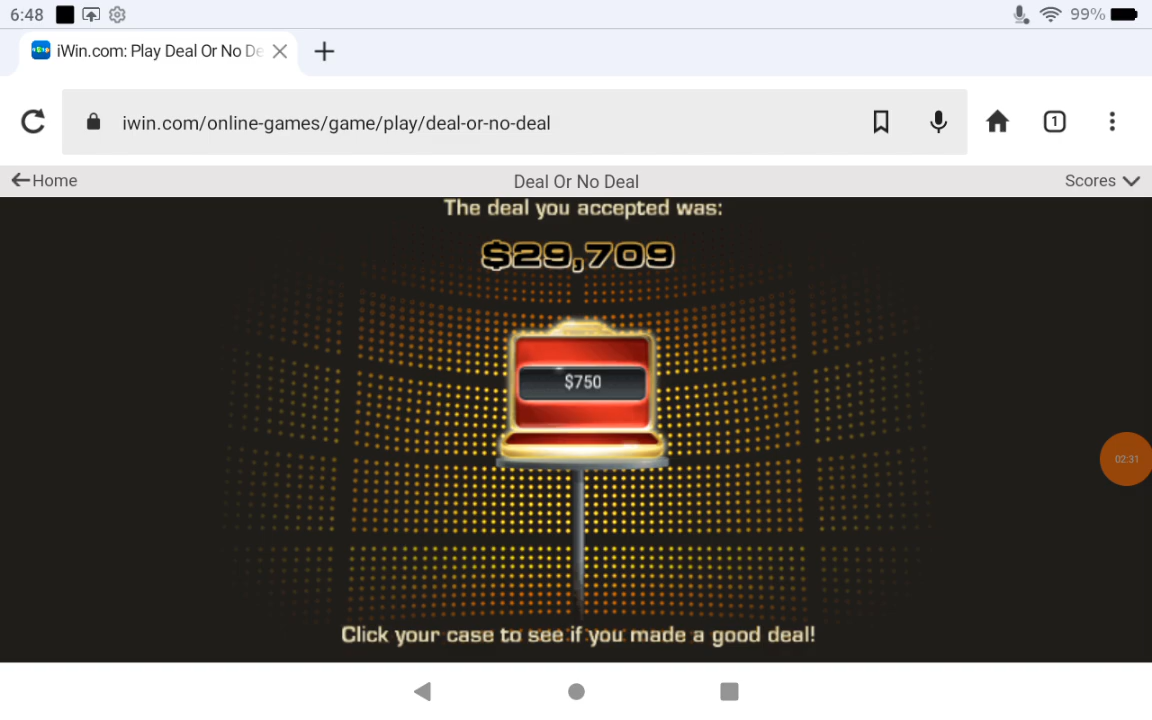 6:48
99%
iWin.com: Play Deal Or No De
iwin.com/online-games/game/play/deal-or-no-deal
1
Home
Deal Or No Deal
Scores
The deal you accepted was:
$29,709
$750
02:31
Click your case to see if you made a good deal!